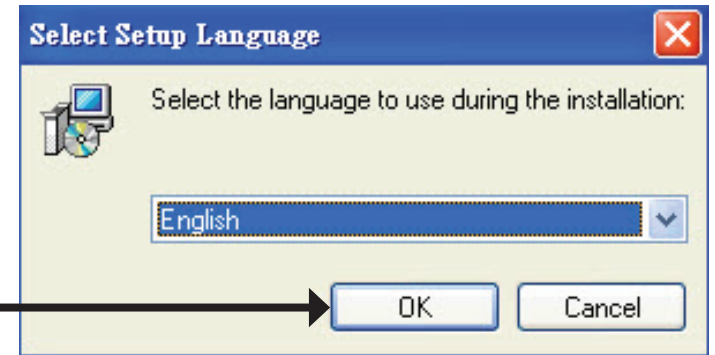 Select Setup Language
Select the language to use during the installation:
English
OK Cancel